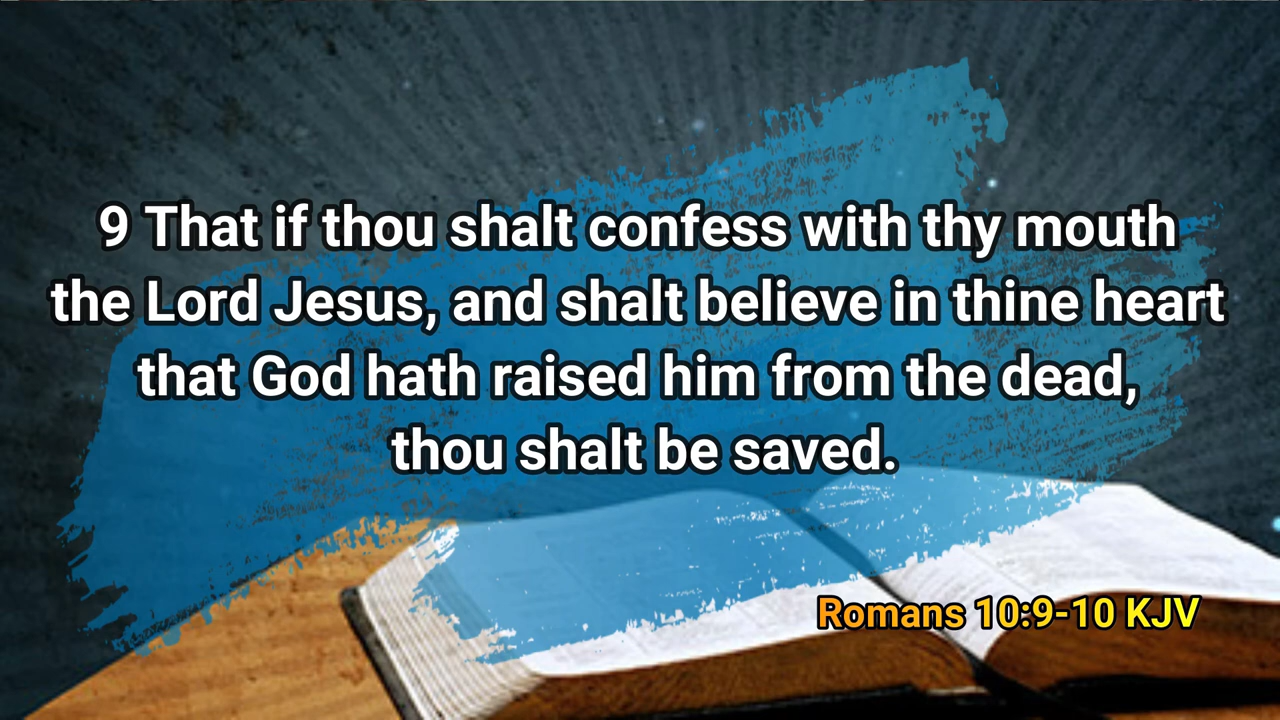 9 That if thou shalt confess with thy mouth
the Lord Jesus, and shalt believe in thine heart
that God hath raised him from the dead,
thou shalt be saved.
Romans 10:9-10 KJV